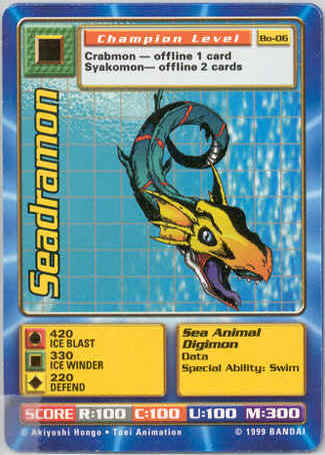 Champion Level
Bo-06
Crabmon — offline 1 card
Syakomon— offline 2 cards
Seadramon
420
ICE BLAST
330
ICE WINDER
220
DEFEND
Sea Animal
Digimon
Data
Special Ability: Swim
SCORE R:100 C:100 U:100 M:300
© Akiyoshi Hongo • Toei Animation © 1999 BANDAI